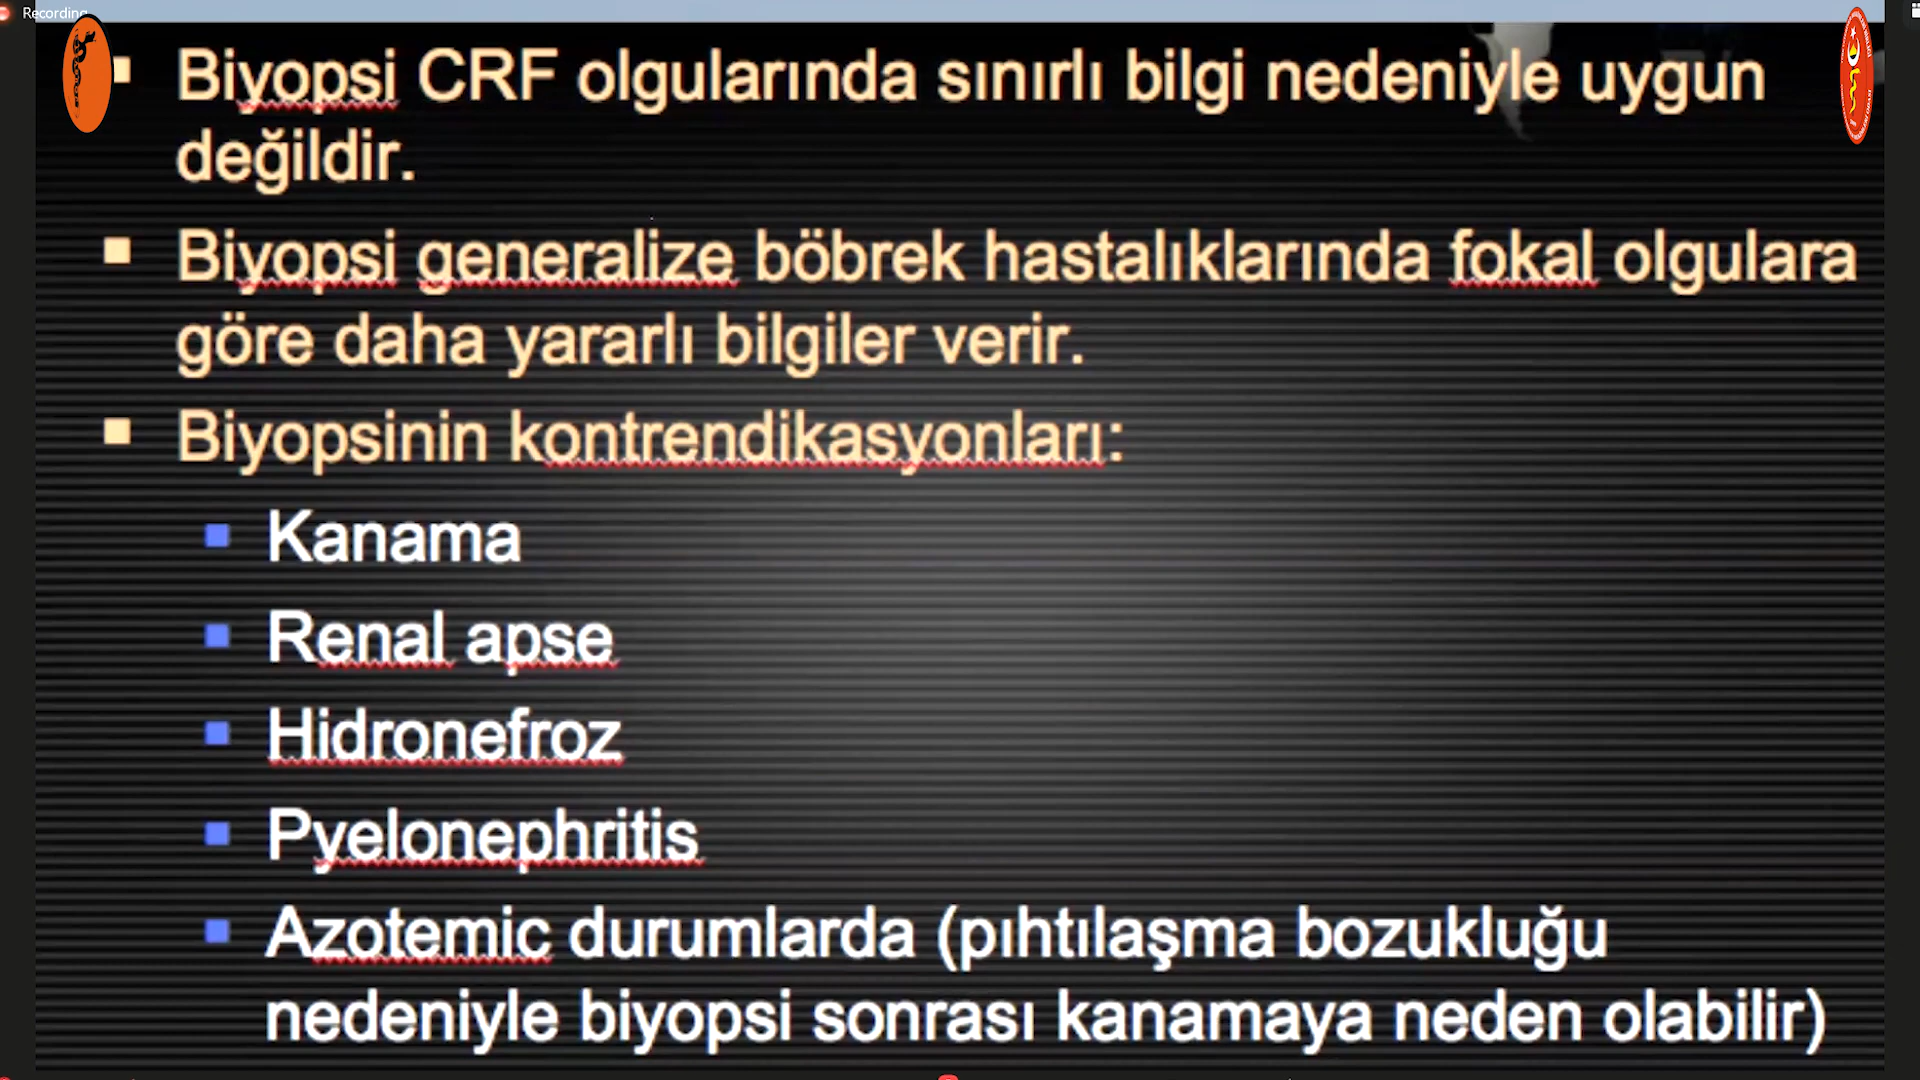 Recording
Biyopsi CRF olgularında sınırlı bilgi nedeniyle uygun
değildir.
Biyopsi generalize böbrek hastalıklarında fokal olgulara
göre daha yararlı bilgiler verir.
Biyopsinin kontrendikasyonları:
Kanama
Renal apse
Hidronefroz
Pyelonephritis
Azotemic durumlarda (pıhtılaşma bozukluğu
nedeniyle biyopsi sonrası kanamaya neden olabilir)